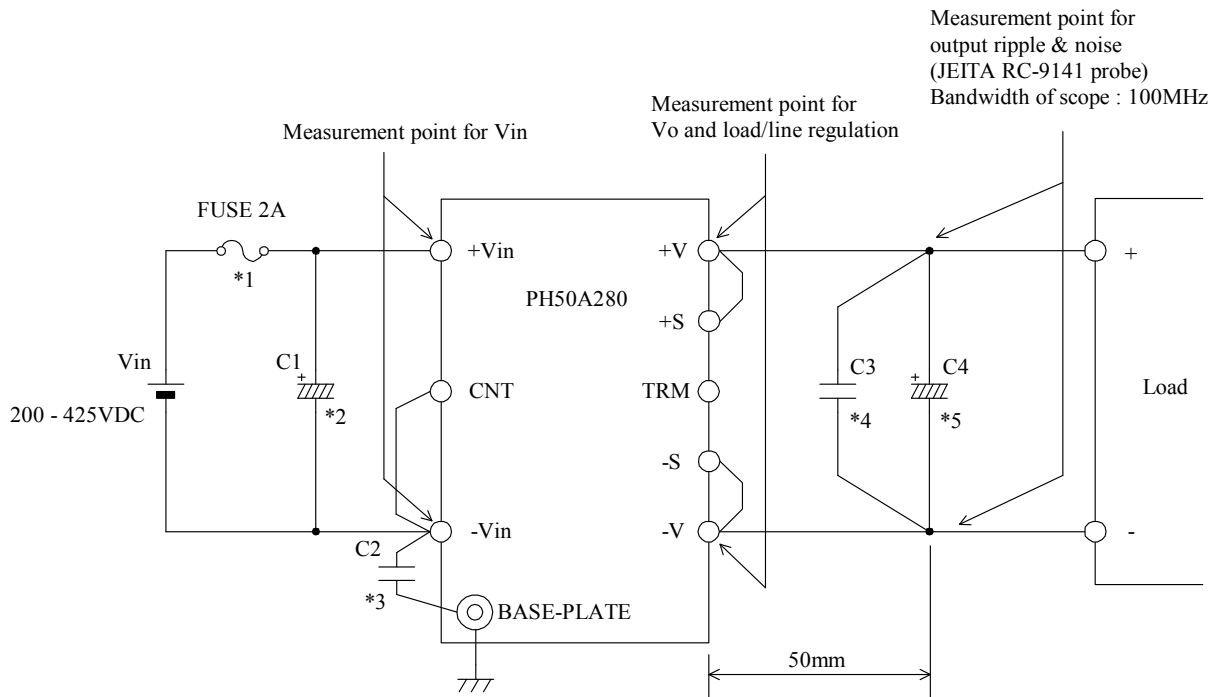 Measurement point for
output ripple & noise
(JEITA RC-9141 probe)
Bandwidth of scope : 100MHz
Measurement point for
Vo and load/line regulation
Measurement point for Vin
FUSE 2A
*1
+Vin
+V
+
PH50A280
+S
Vin
200 - 425VDC
C1
+
*2
CNT
TRM
C3
*4
C4
+
*5
Load
-S
-Vin
-V
-
C2
*3
BASE-PLATE
50mm